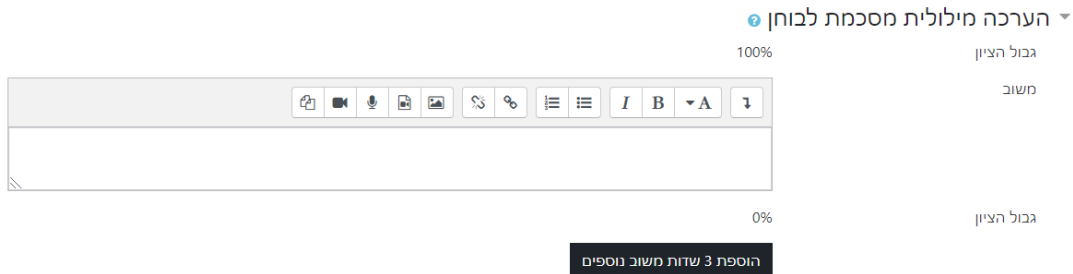 הערכה מילולית מסכמת לבוחן
גבול הציון 100%
משוב
I B A
גבול הציון 0%
הוספת 3 שדות משוב נוספים